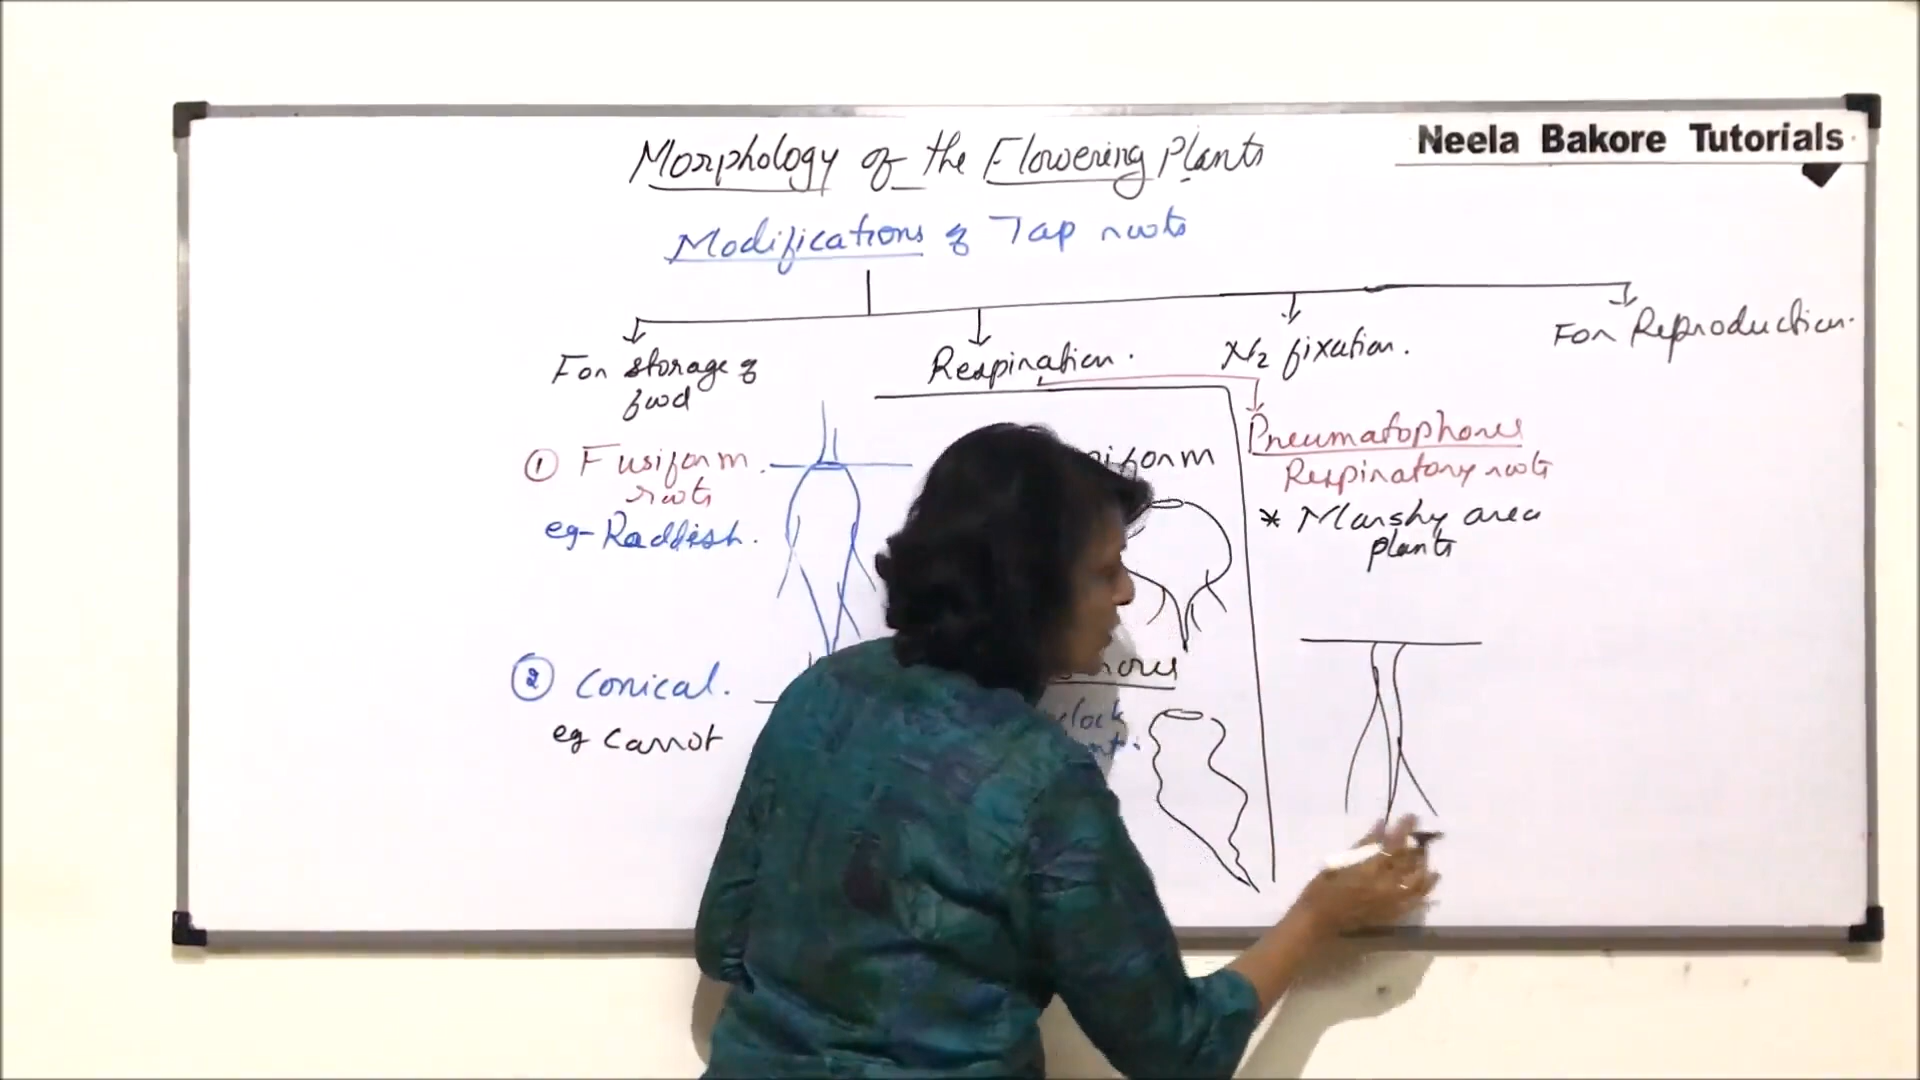 Neela Bakore Tutorials
Morphology of the Flowering Plants
Modifications of Tap roots
For storage of
food
Respiration.
N2 fixation.
For Reproduction.
① Fusiform
roots
eg-Raddish.
② Conical.
eg Carrot
Pneumatophores
Respiratory roots
* Marshy area
plants